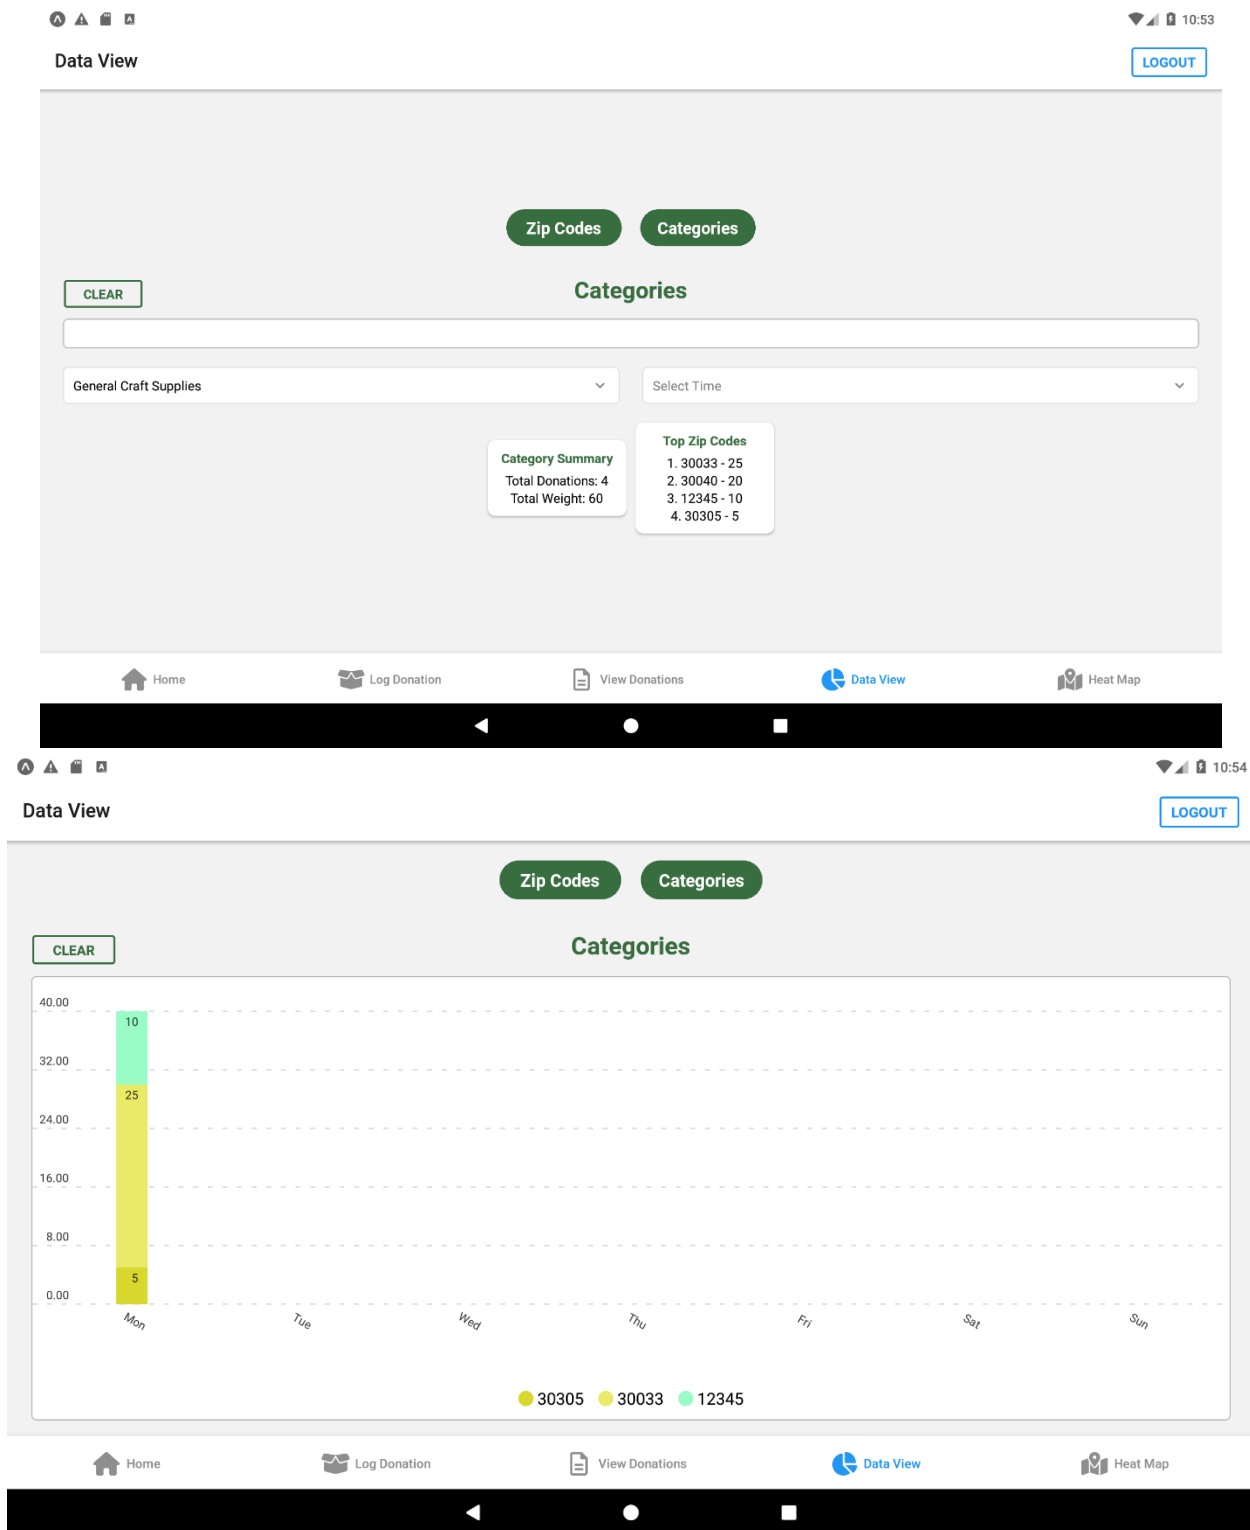 10:53
Data View
LOGOUT
Zip Codes
Categories
CLEAR
Categories
General Craft Supplies
Select Time
Category Summary
Total Donations: 4
Total Weight: 60
Top Zip Codes
1. 30033 - 25
2. 30040 - 20
3. 12345 - 10
4. 30305 - 5
Home
Log Donation
View Donations
Data View
Heat Map
10:54
Data View
LOGOUT
Zip Codes
Categories
CLEAR
Categories
40.00
10
32.00
25
24.00
16.00
8.00
5
0.00
Mon
Tue
Wed
Thu
Fri
Sat
Sun
30305
30033
12345
Home
Log Donation
View Donations
Data View
Heat Map